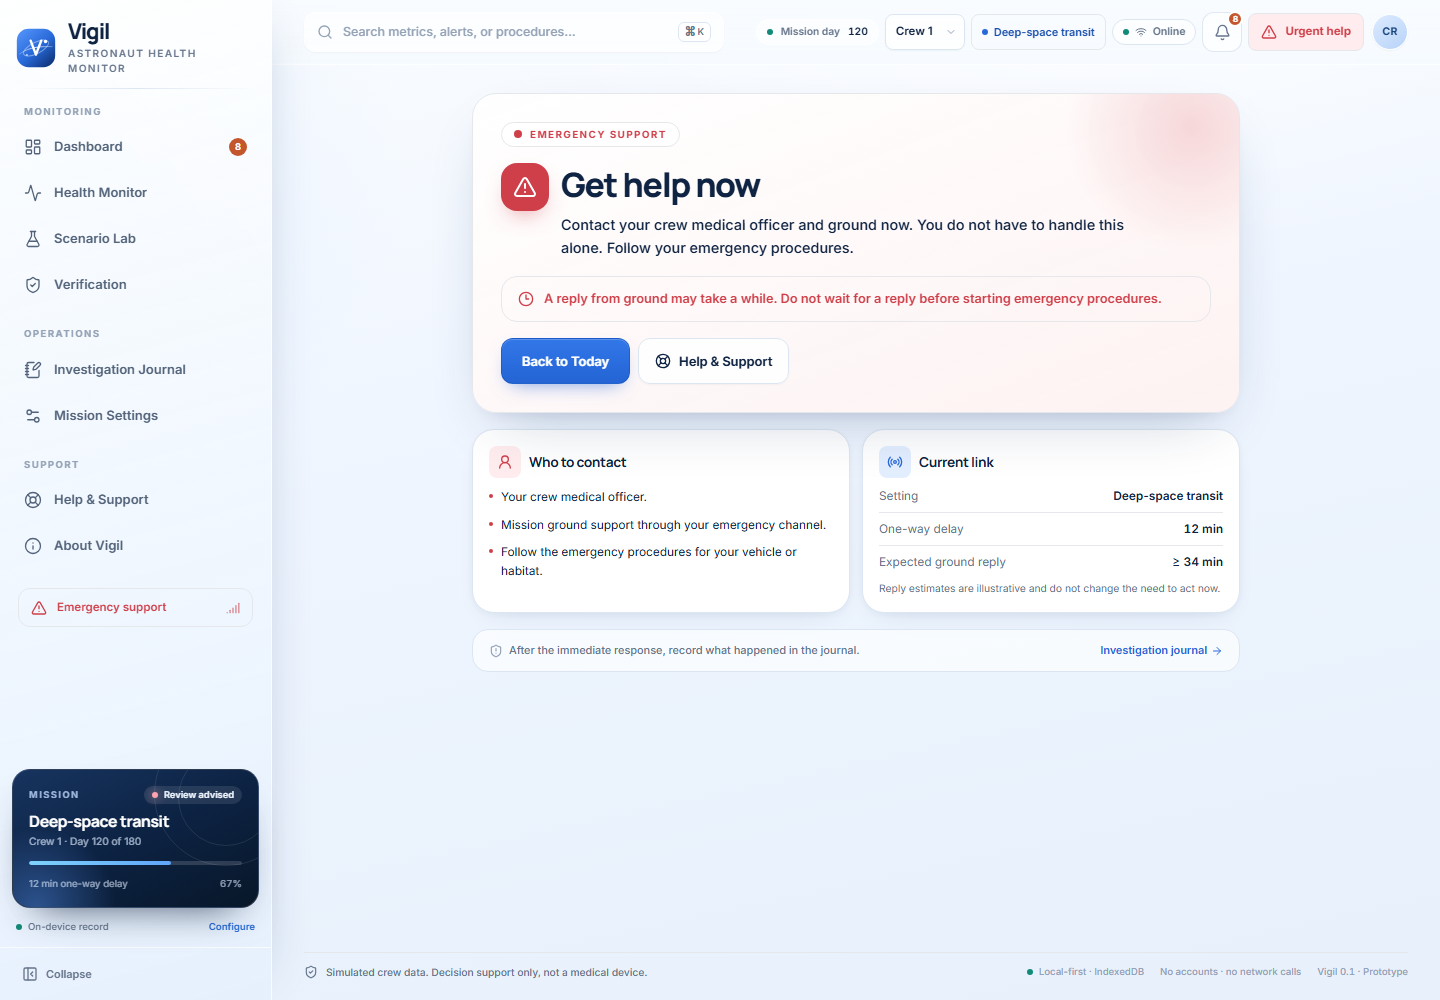 Vigil
ASTRONAUT HEALTH
MONITOR
MONITORING
Dashboard
8
Health Monitor
Scenario Lab
Verification
OPERATIONS
Investigation Journal
Mission Settings
SUPPORT
Help & Support
About Vigil
Emergency support
MISSION
Review advised
Deep-space transit
Crew 1 · Day 120 of 180
12 min one-way delay
67%
On-device record
Configure
Collapse
Search metrics, alerts, or procedures...
⌘ K
Mission day 120
Crew 1
Deep-space transit
Online
8
Urgent help
CR
EMERGENCY SUPPORT
Get help now
Contact your crew medical officer and ground now. You do not have to handle this
alone. Follow your emergency procedures.
A reply from ground may take a while. Do not wait for a reply before starting emergency procedures.
Back to Today
Help & Support
Who to contact
Your crew medical officer.
Mission ground support through your emergency channel.
Follow the emergency procedures for your vehicle or
habitat.
Current link
Setting
Deep-space transit
One-way delay
12 min
Expected ground reply
≥ 34 min
Reply estimates are illustrative and do not change the need to act now.
After the immediate response, record what happened in the journal.
Investigation journal →
Simulated crew data. Decision support only, not a medical device.
Local-first · IndexedDB
No accounts · no network calls
Vigil 0.1 · Prototype